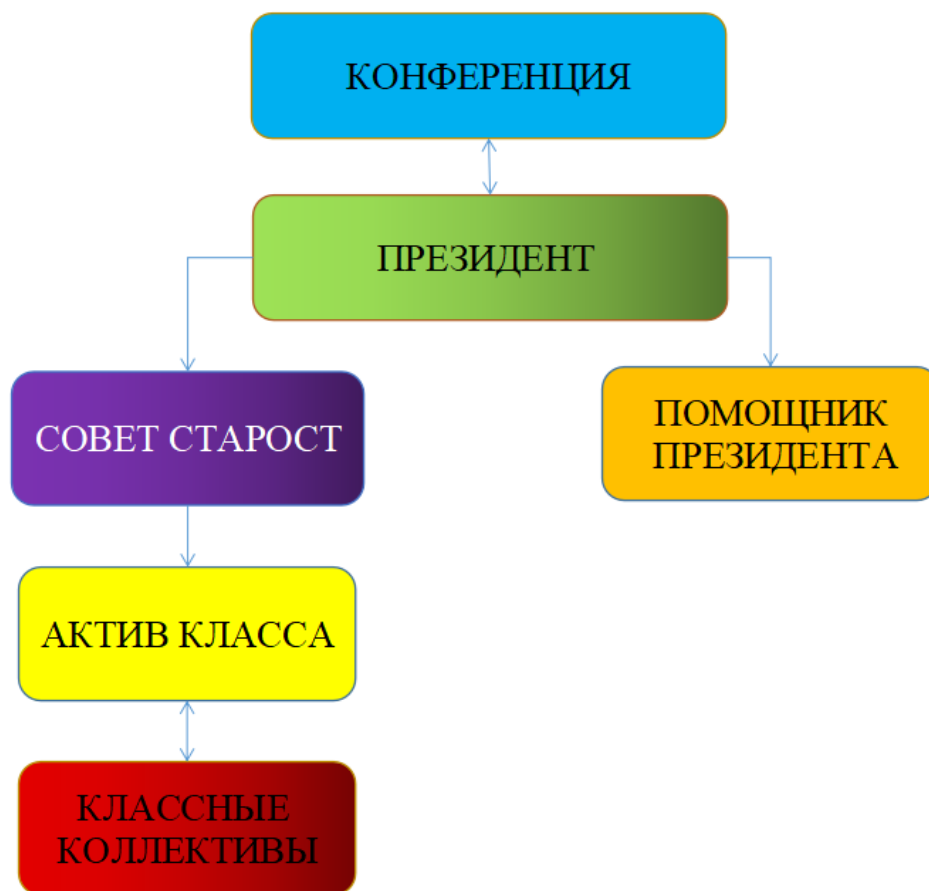 КОНФЕРЕНЦИЯ
ПРЕЗИДЕНТ
СОВЕТ СТАРОСТ
ПОМОЩНИК
ПРЕЗИДЕНТА
АКТИВ КЛАССА
КЛАССНЫЕ
КОЛЛЕКТИВЫ